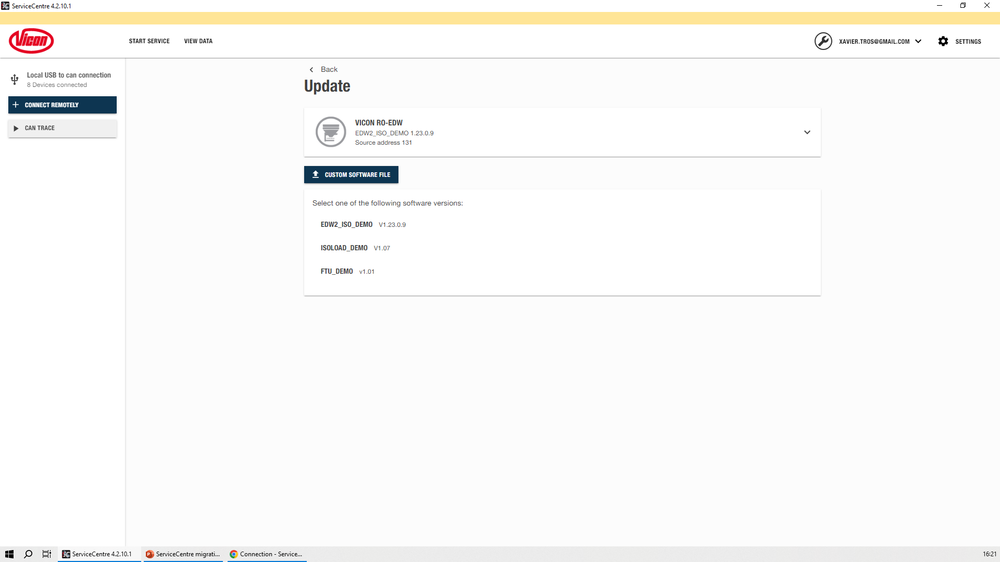 ServiceCentre 4.2.10.1
Vicon
START SERVICE
VIEW DATA
XAVIER.TROS@GMAIL.COM
SETTINGS
Local USB to can connection
8 Devices connected
CONNECT REMOTELY
CAN TRACE
Back
Update
VICON RO-EDW
EDW2_ISO_DEMO 1.23.0.9
Source address 131
CUSTOM SOFTWARE FILE
Select one of the following software versions:
EDW2_ISO_DEMO V1.23.0.9
ISOLOAD_DEMO V1.07
FTU_DEMO v1.01
ServiceCentre 4.2.10.1
ServiceCentre migrati...
Connection - Service...
16:21